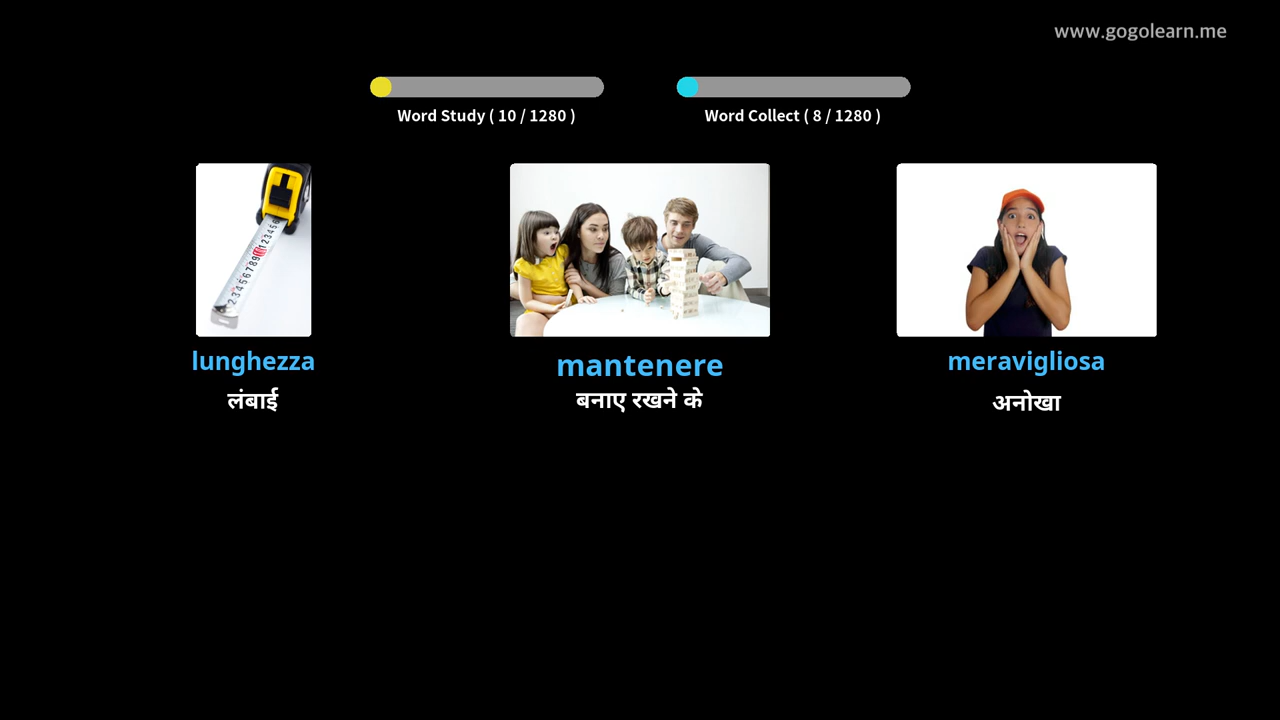 www.gogolearn.me
Word Study ( 10 / 1280 )
Word Collect ( 8 / 1280 )
lunghezza
mantenere
meravigliosa
लंबाई
बनाए रखने के
अनोखा